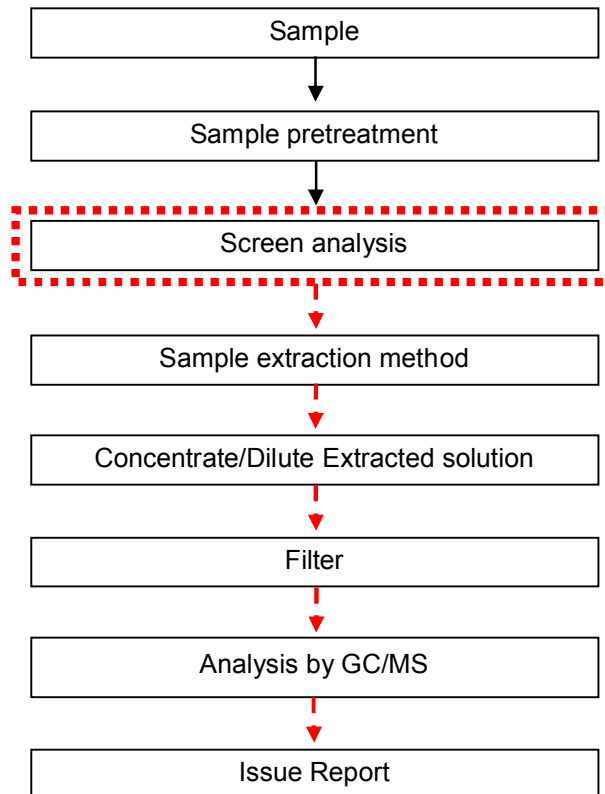 Sample
Sample pretreatment
Screen analysis
Sample extraction method
Concentrate/Dilute Extracted solution
Filter
Analysis by GC/MS
Issue Report